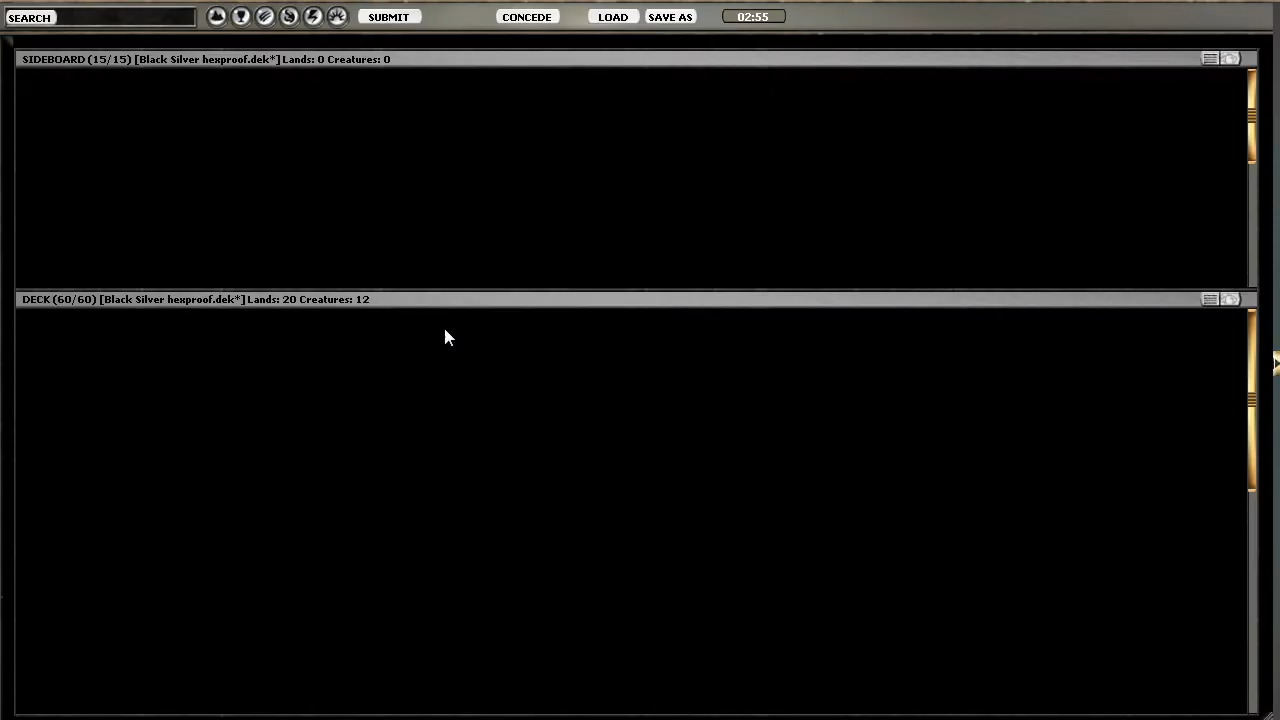 SEARCH SUBMIT CONCEDE LOAD SAVE AS 02:55
SIDEBOARD (15/15) [Black Silver hexproof.dek*] Lands: 0 Creatures: 0
DECK (60/60) [Black Silver hexproof.dek*] Lands: 20 Creatures: 12